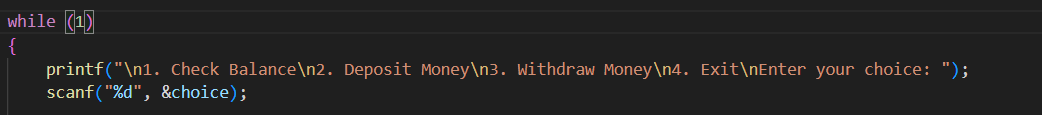 while (1)
{
    printf("\n1. Check Balance\n2. Deposit Money\n3. Withdraw Money\n4. Exit\nEnter your choice: ");
    scanf("%d", &choice);